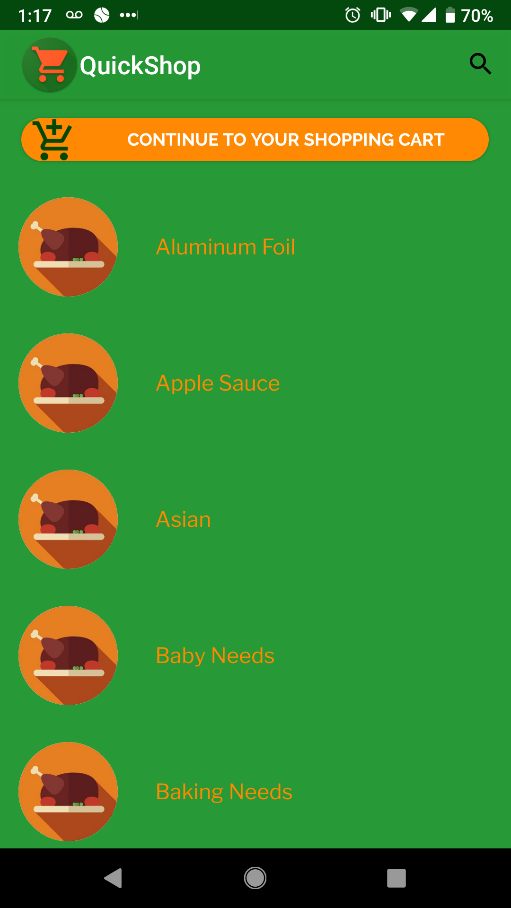 1:17
70%
QuickShop
CONTINUE TO YOUR SHOPPING CART
Aluminum Foil
Apple Sauce
Asian
Baby Needs
Baking Needs